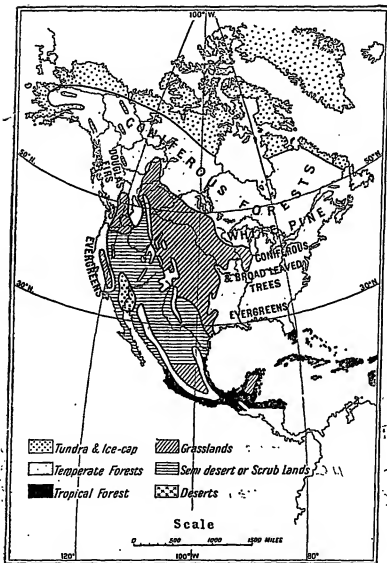 100° W
CONIFEROUS FORESTS
DOUGLAS FIRS
50° N
50° N
WHITE PINE
CONIFEROUS
& BROAD LEAVED
TREES
EVERGREENS
EVERGREENS
30° N
30° N
Tundra & Ice-cap
Grasslands
Temperate Forests
Semi desert or Scrub Lands
Tropical Forest
Deserts
Scale
0 500 1000 1500 MILES
120°
100° W
80°